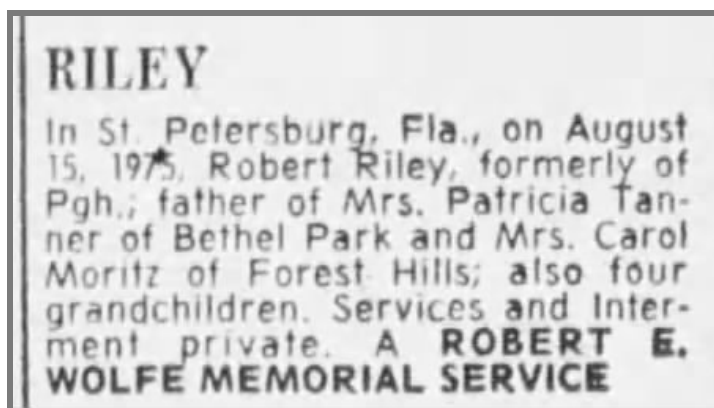 RILEY
In St. Petersburg, Fla., on August
15, 1975, Robert Riley, formerly of
Pgh.; father of Mrs. Patricia Tan-
ner of Bethel Park and Mrs. Carol
Moritz of Forest Hills; also four
grandchildren. Services and Inter-
ment private. A ROBERT E.
WOLFE MEMORIAL SERVICE